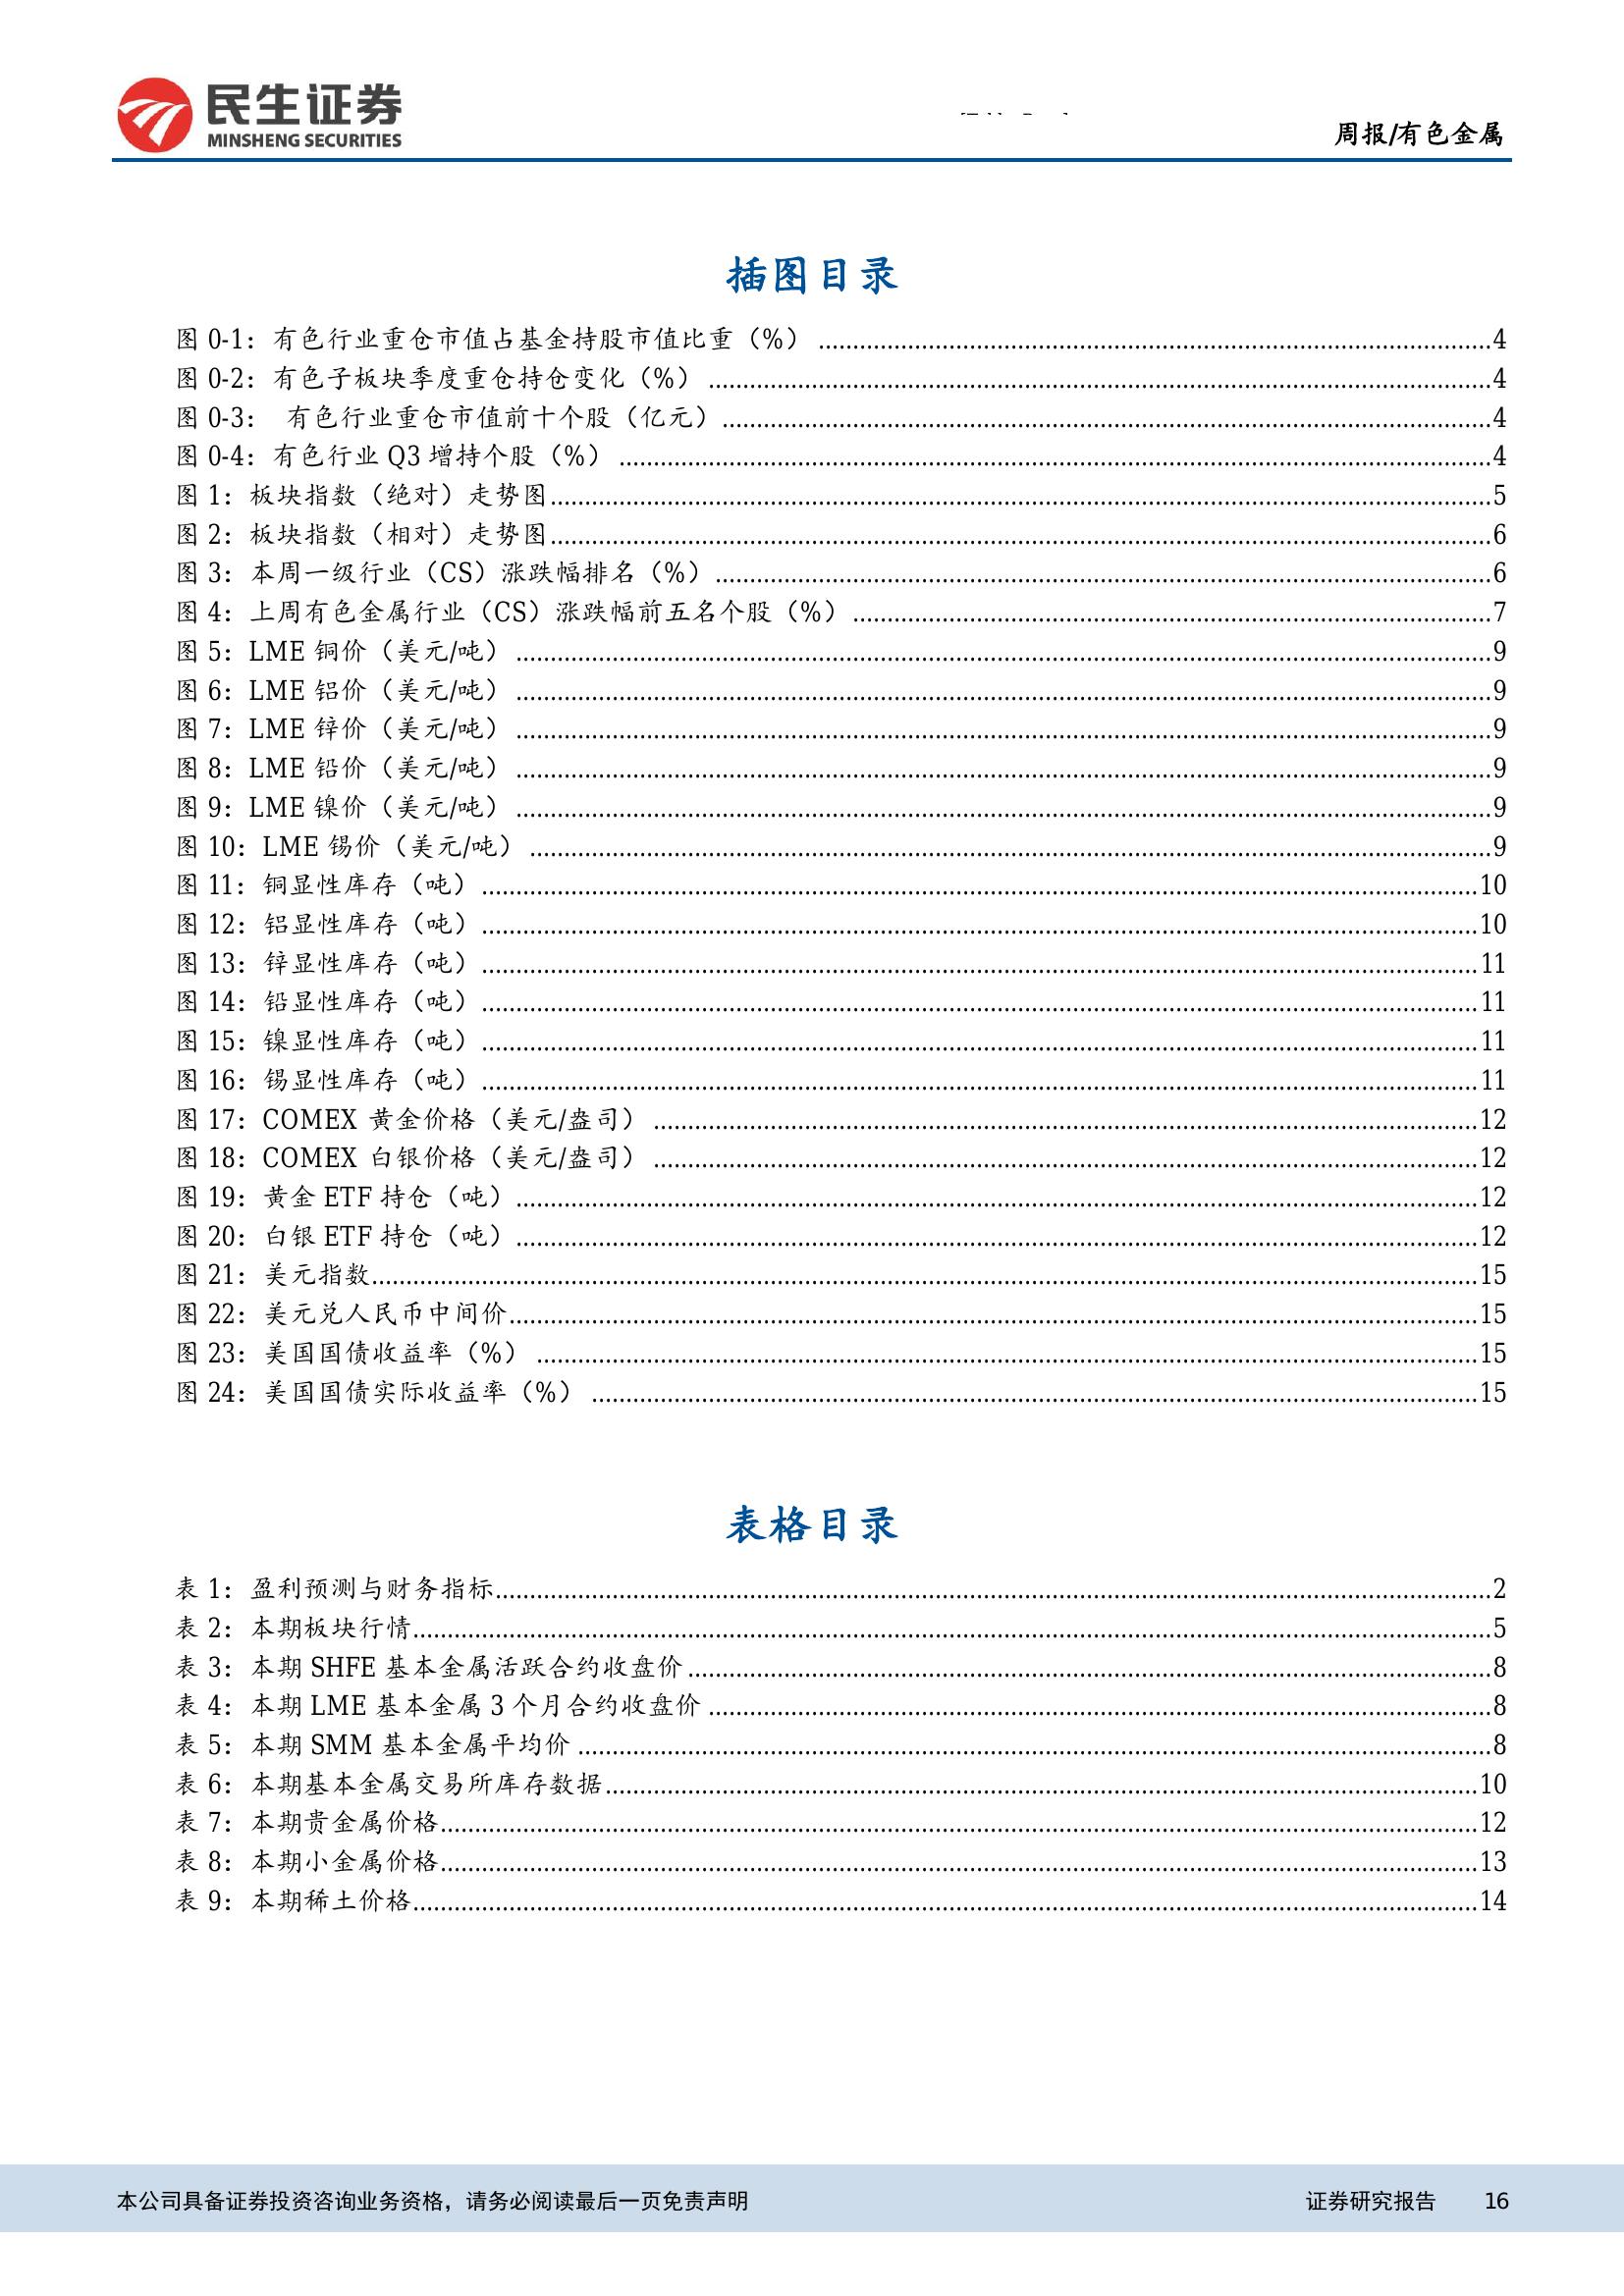 民生证券
MINSHENG SECURITIES
周报/有色金属
插图目录
图 0-1：有色行业重仓市值占基金持股市值比重（%） ....................4
图 0-2：有色子板块季度重仓持仓变化（%） ....................4
图 0-3： 有色行业重仓市值前十个股（亿元） ....................4
图 0-4：有色行业 Q3 增持个股（%） ....................4
图 1：板块指数（绝对）走势图....................5
图 2：板块指数（相对）走势图....................6
图 3：本周一级行业（CS）涨跌幅排名（%） ....................6
图 4：上周有色金属行业（CS）涨跌幅前五名个股（%） ....................7
图 5：LME 铜价（美元/吨） ....................9
图 6：LME 铝价（美元/吨） ....................9
图 7：LME 锌价（美元/吨） ....................9
图 8：LME 铅价（美元/吨） ....................9
图 9：LME 镍价（美元/吨） ....................9
图 10：LME 锡价（美元/吨） ....................9
图 11：铜显性库存（吨） ....................10
图 12：铝显性库存（吨） ....................10
图 13：锌显性库存（吨） ....................11
图 14：铅显性库存（吨） ....................11
图 15：镍显性库存（吨） ....................11
图 16：锡显性库存（吨） ....................11
图 17：COMEX 黄金价格（美元/盎司） ....................12
图 18：COMEX 白银价格（美元/盎司） ....................12
图 19：黄金 ETF 持仓（吨） ....................12
图 20：白银 ETF 持仓（吨） ....................12
图 21：美元指数....................15
图 22：美元兑人民币中间价....................15
图 23：美国国债收益率（%） ....................15
图 24：美国国债实际收益率（%） ....................15
表格目录
表 1：盈利预测与财务指标....................2
表 2：本期板块行情....................5
表 3：本期 SHFE 基本金属活跃合约收盘价....................8
表 4：本期 LME 基本金属 3 个月合约收盘价 ....................8
表 5：本期 SMM 基本金属平均价 ....................8
表 6：本期基本金属交易所库存数据....................10
表 7：本期贵金属价格....................12
表 8：本期小金属价格....................13
表 9：本期稀土价格....................14
本公司具备证券投资咨询业务资格，请务必阅读最后一页免责声明
证券研究报告 16